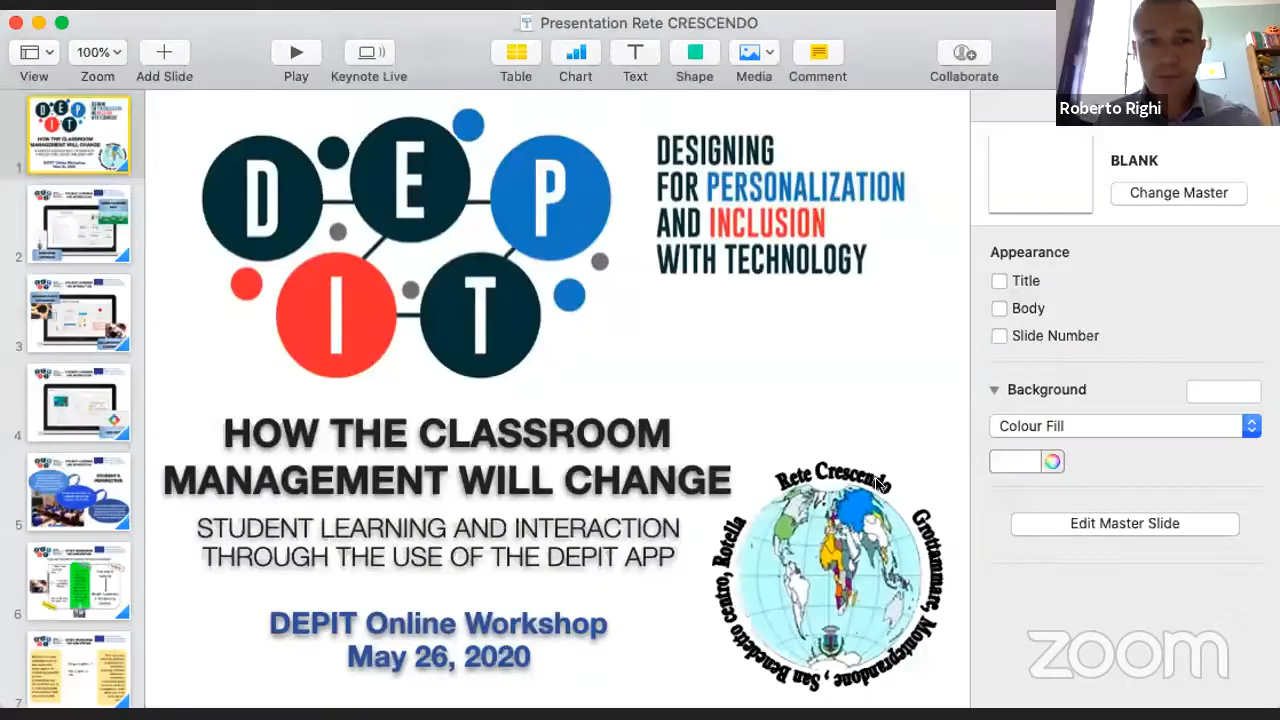 Presentation Rete CRESCENDO
100%
View
Zoom
Add Slide
Play
Keynote Live
Table
Chart
Text
Shape
Media
Comment
Collaborate
Roberto Righi
1
2
3
4
5
6
7
DEP
IT
DESIGNING
FOR PERSONALIZATION
AND INCLUSION
WITH TECHNOLOGY
HOW THE CLASSROOM
MANAGEMENT WILL CHANGE
STUDENT LEARNING AND INTERACTION
THROUGH THE USE OF THE DEPIT APP
DEPIT Online Workshop
May 26, 2020
Rete Crescendo
Grottammare, Monteprandone, San Benedetto centro, Rotella
BLANK
Change Master
Appearance
Title
Body
Slide Number
Background
Colour Fill
Edit Master Slide
zoom